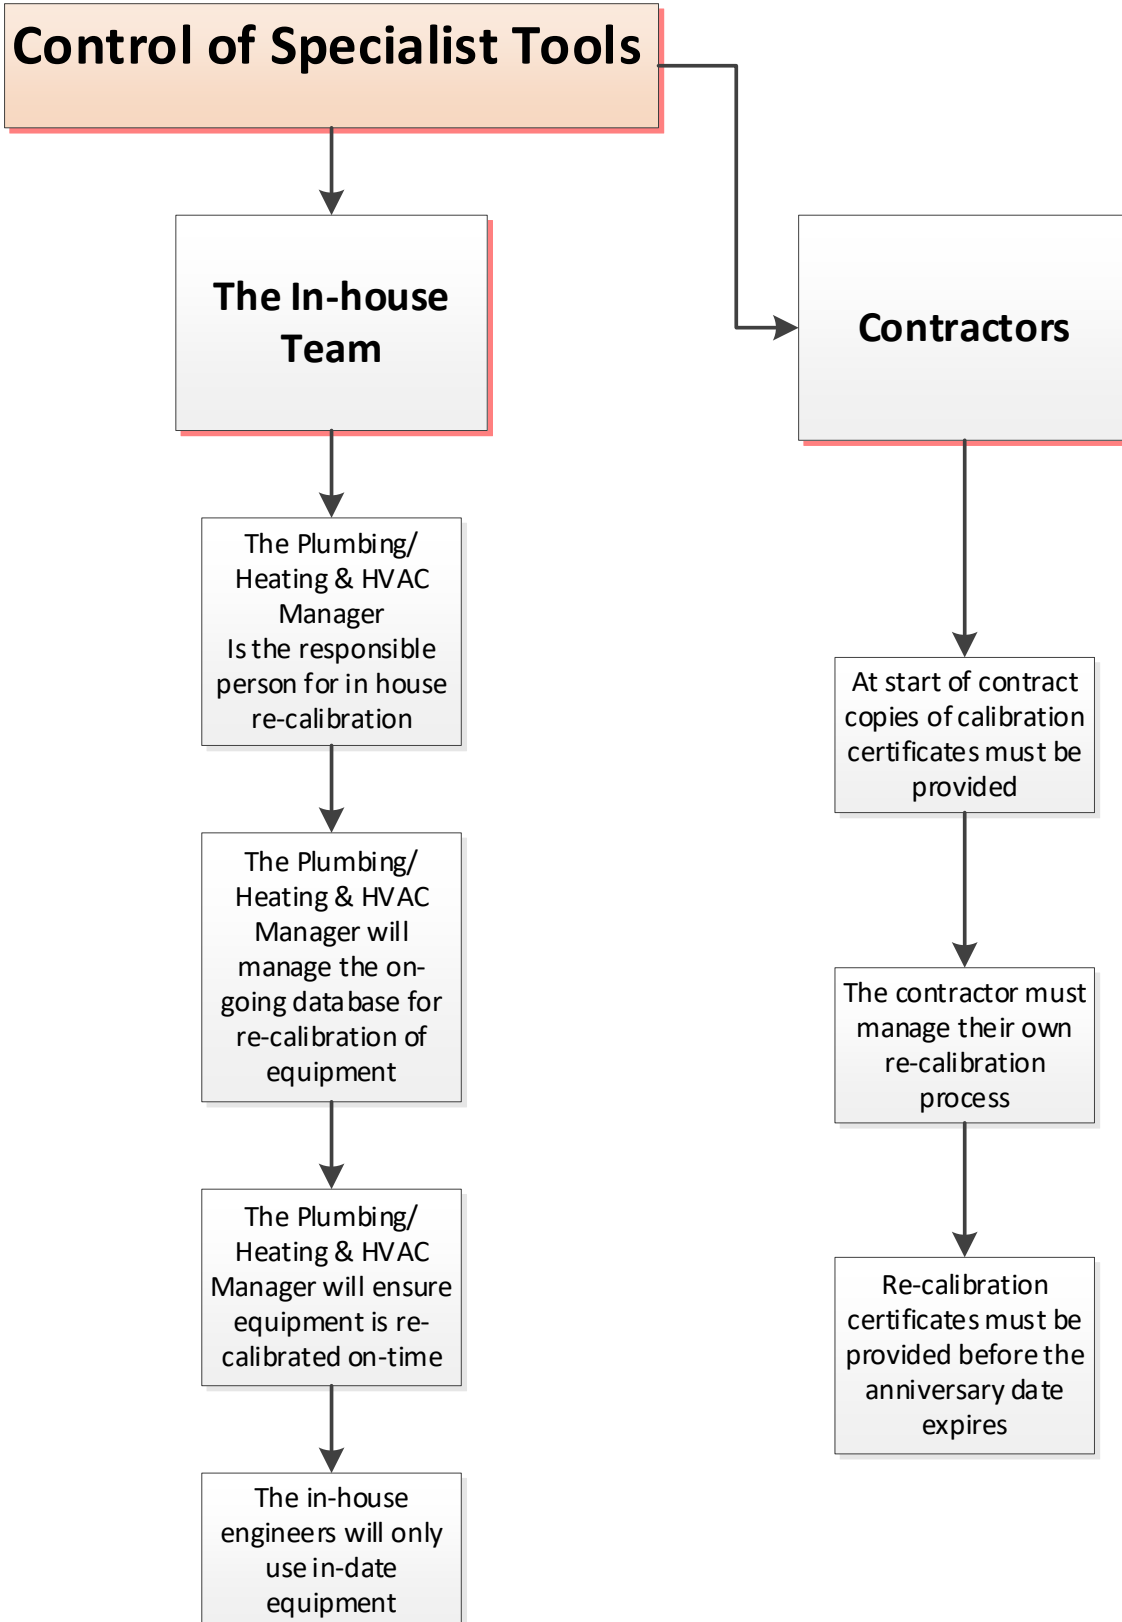 Control of Specialist Tools
The In-house
Team
The Plumbing/
Heating & HVAC
Manager
Is the responsible
person for in house
re-calibration
The Plumbing/
Heating & HVAC
Manager will
manage the on-
going database for
re-calibration of
equipment
The Plumbing/
Heating & HVAC
Manager will ensure
equipment is re-
calibrated on-time
The in-house
engineers will only
use in-date
equipment
Contractors
At start of contract
copies of calibration
certificates must be
provided
The contractor must
manage their own
re-calibration
process
Re-calibration
certificates must be
provided before the
anniversary date
expires